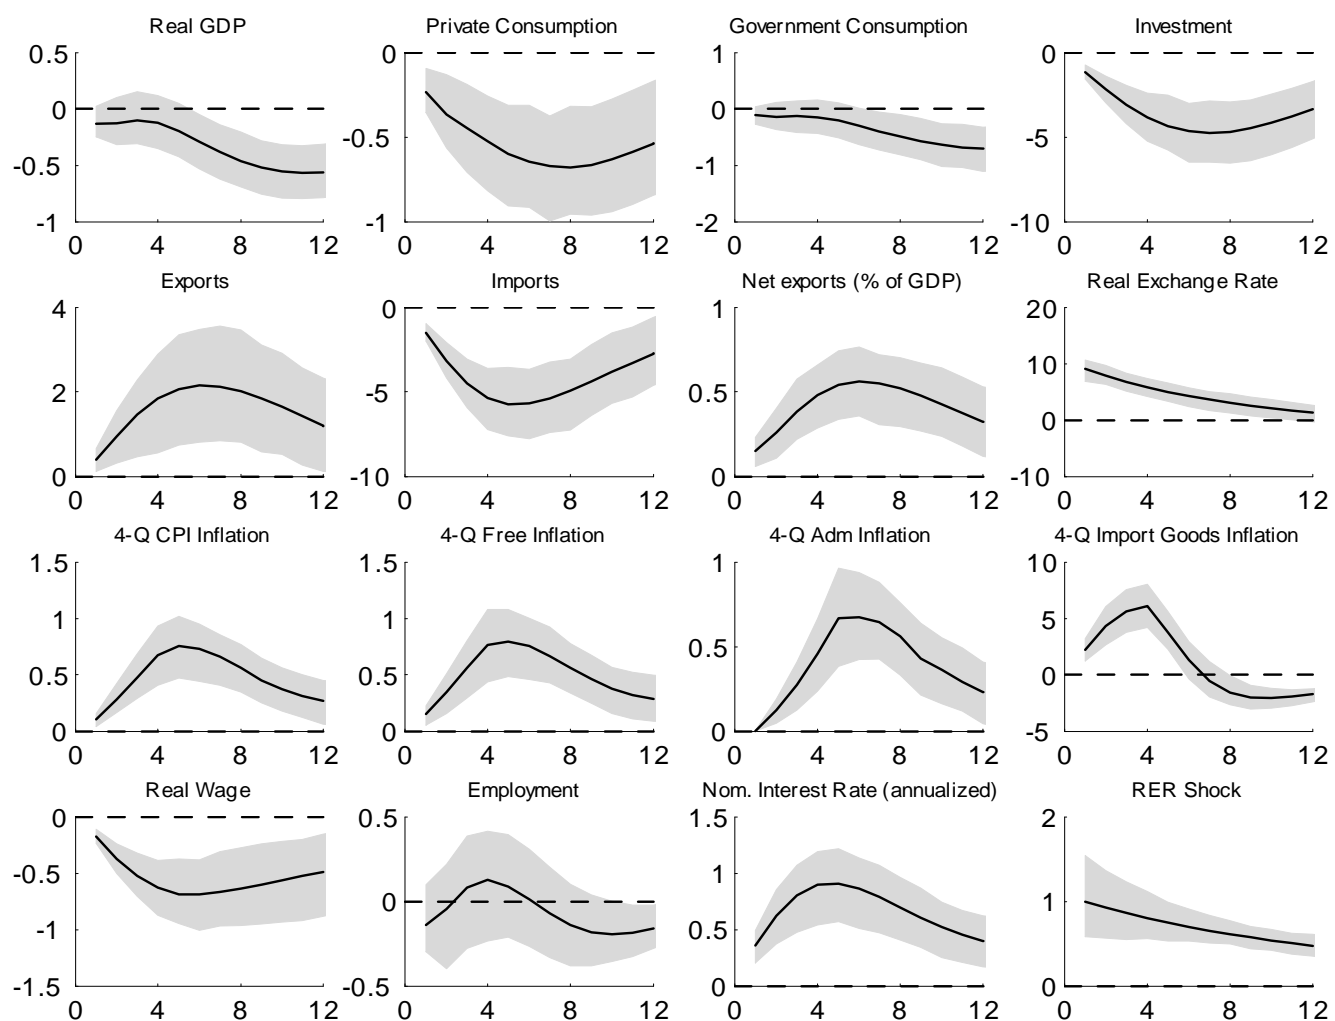 Real GDP Private Consumption Government Consumption Investment
0.5 0 1 0
0 -0.5 0 -5
-0.5 -1
-1 -1 -2 -10
0 4 8 12 0 4 8 12 0 4 8 12 0 4 8 12
Exports Imports Net exports (% of GDP) Real Exchange Rate
4 0 1 20
2 -5 0.5 10
0
0 -10 0 -10
0 4 8 12 0 4 8 12 0 4 8 12 0 4 8 12
4-Q CPI Inflation 4-Q Free Inflation 4-Q Adm Inflation 4-Q Import Goods Inflation
1.5 1.5 1 10
1 1 0.5 5
0.5 0.5 0
0 0 0 -5
0 4 8 12 0 4 8 12 0 4 8 12 0 4 8 12
Real Wage Employment Nom. Interest Rate (annualized) RER Shock
0 0.5 1.5 2
-0.5 0 1 1
-1 0.5
-1.5 -0.5 0 0
0 4 8 12 0 4 8 12 0 4 8 12 0 4 8 12